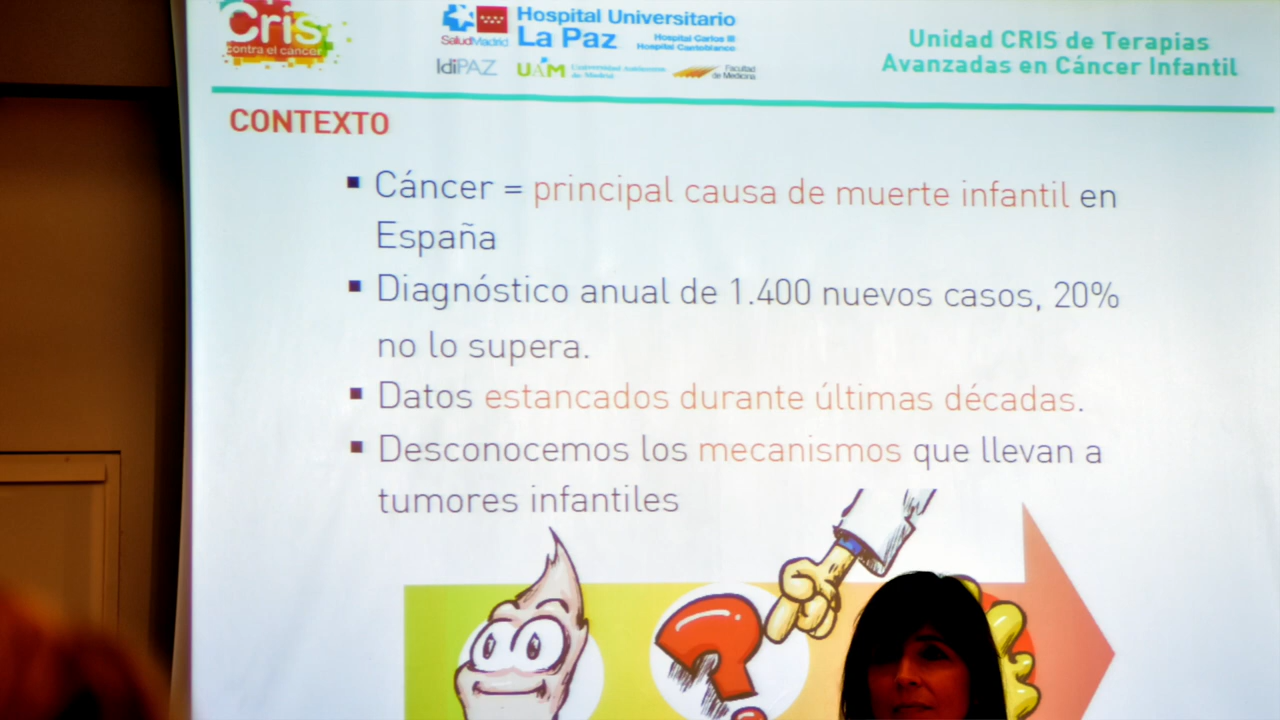 Cris
contra el cáncer
SaludMadrid
Hospital Universitario
La Paz
Hospital Carlos III
Hospital Cantoblanco
IdiPAZ
UAM
Universidad Autónoma
de Madrid
Facultad
de Medicina
Unidad CRIS de Terapias
Avanzadas en Cáncer Infantil
CONTEXTO
▪ Cáncer = principal causa de muerte infantil en
España
▪ Diagnóstico anual de 1.400 nuevos casos, 20%
no lo supera.
▪ Datos estancados durante últimas décadas.
▪ Desconocemos los mecanismos que llevan a
tumores infantiles
?